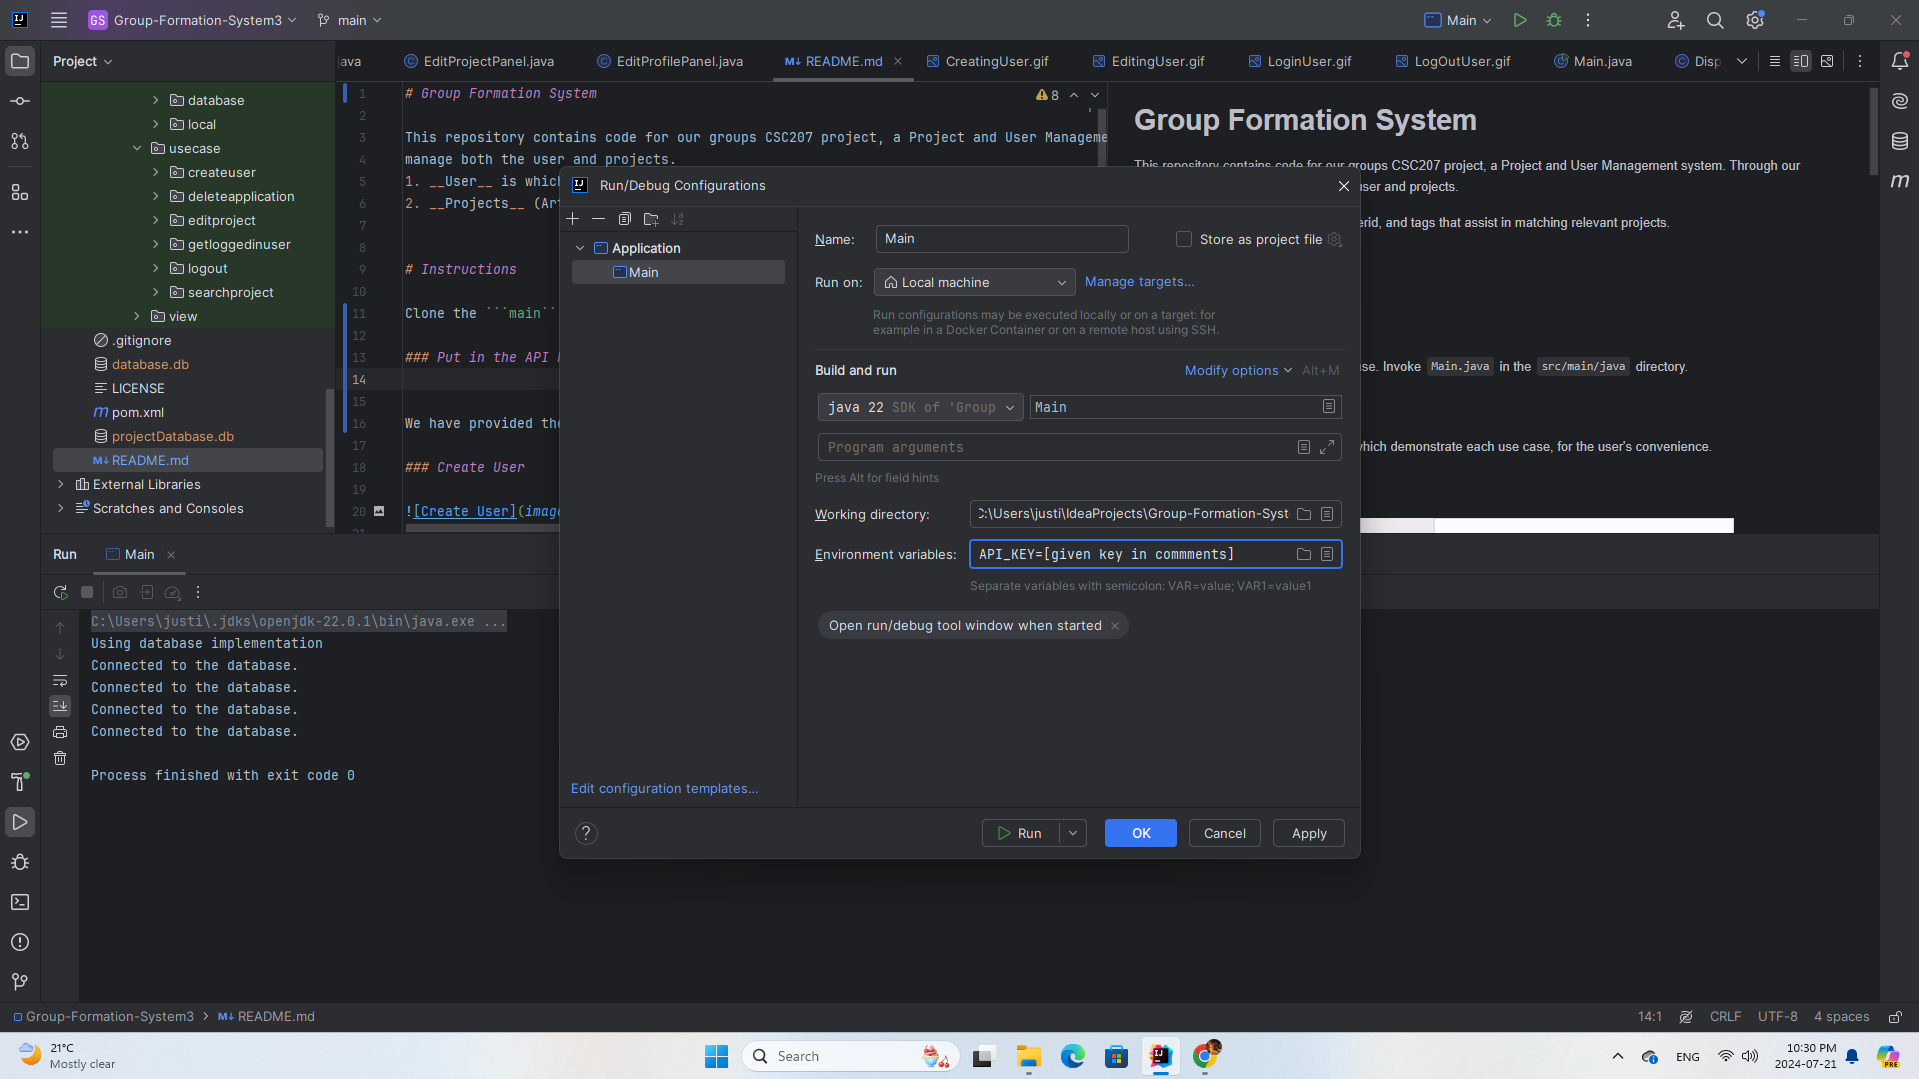 GS Group-Formation-System3 main
Main
Project
java
EditProjectPanel.java
EditProfilePanel.java
README.md
CreatingUser.gif
EditingUser.gif
LoginUser.gif
LogOutUser.gif
Main.java
Disp
database
local
usecase
createuser
deleteapplication
editproject
getloggedinuser
logout
searchproject
view
.gitignore
database.db
LICENSE
pom.xml
projectDatabase.db
README.md
External Libraries
Scratches and Consoles
1 # Group Formation System
8
2
3 This repository contains code for our groups CSC207 project, a Project and User Manageme
4 manage both the user and projects.
5 1. __User__ is whic
6 2. __Projects__ (Ar
7
8
9 # Instructions
10
11 Clone the ```main``
12
13 ### Put in the API
14
15
16 We have provided the
17
18 ### Create User
19
20 ![Create User](imag
Group Formation System
This repository contains code for our groups CSC207 project, a Project and User Management system. Through our
user and projects.
erid, and tags that assist in matching relevant projects.
se. Invoke Main.java in the src/main/java directory.
which demonstrate each use case, for the user's convenience.
Run/Debug Configurations
Application
Main
Edit configuration templates...
Name: Main
Store as project file
Run on: Local machine Manage targets...
Run configurations may be executed locally or on a target: for
example in a Docker Container or on a remote host using SSH.
Build and run Modify options Alt+M
java 22 SDK of 'Group Main
Program arguments
Press Alt for field hints
Working directory: C:\Users\justi\IdeaProjects\Group-Formation-Syst
Environment variables: API_KEY=[given key in commments]
Separate variables with semicolon: VAR=value; VAR1=value1
Open run/debug tool window when started
? Run OK Cancel Apply
Run Main
C:\Users\justi\.jdks\openjdk-22.0.1\bin\java.exe ...
Using database implementation
Connected to the database.
Connected to the database.
Connected to the database.
Connected to the database.
Process finished with exit code 0
Group-Formation-System3 > README.md
14:1 CRLF UTF-8 4 spaces
21°C
Mostly clear
Search
ENG
10:30 PM
2024-07-21